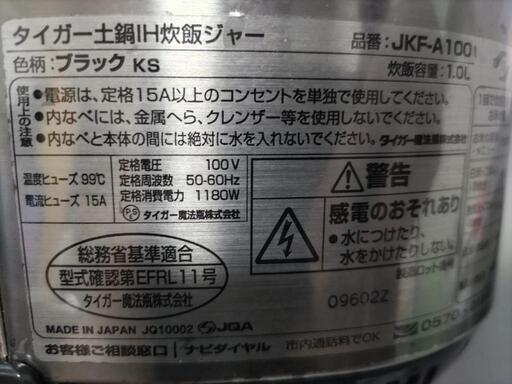 タイガー土鍋IH炊飯ジャー
品番：JKF-A100
色柄：ブラック KS
炊飯容量：1.0L
使用上の注意
●電源は、定格15A以上のコンセントを単独で使用してください。
●内なべには、金属へら、クレンザー等を使用しないでください。
●内なべと本体の間には絶対に水を入れないでください。
タイガー魔法瓶株式会社
温度ヒューズ 99℃
電流ヒューズ 15A
定格電圧 100V
定格周波数 50-60Hz
定格消費電力 1180W
PS E タイガー魔法瓶株式会社
警告
感電のおそれあり
●水につけたり、
水をかけたりしない。
総務省基準適合
型式確認第EFRL11号
タイガー魔法瓶株式会社
製造ロット
09602Z
MADE IN JAPAN JQ10002 JQA
お客様ご相談窓口 ナビダイヤル 市内通話料でOK 0570